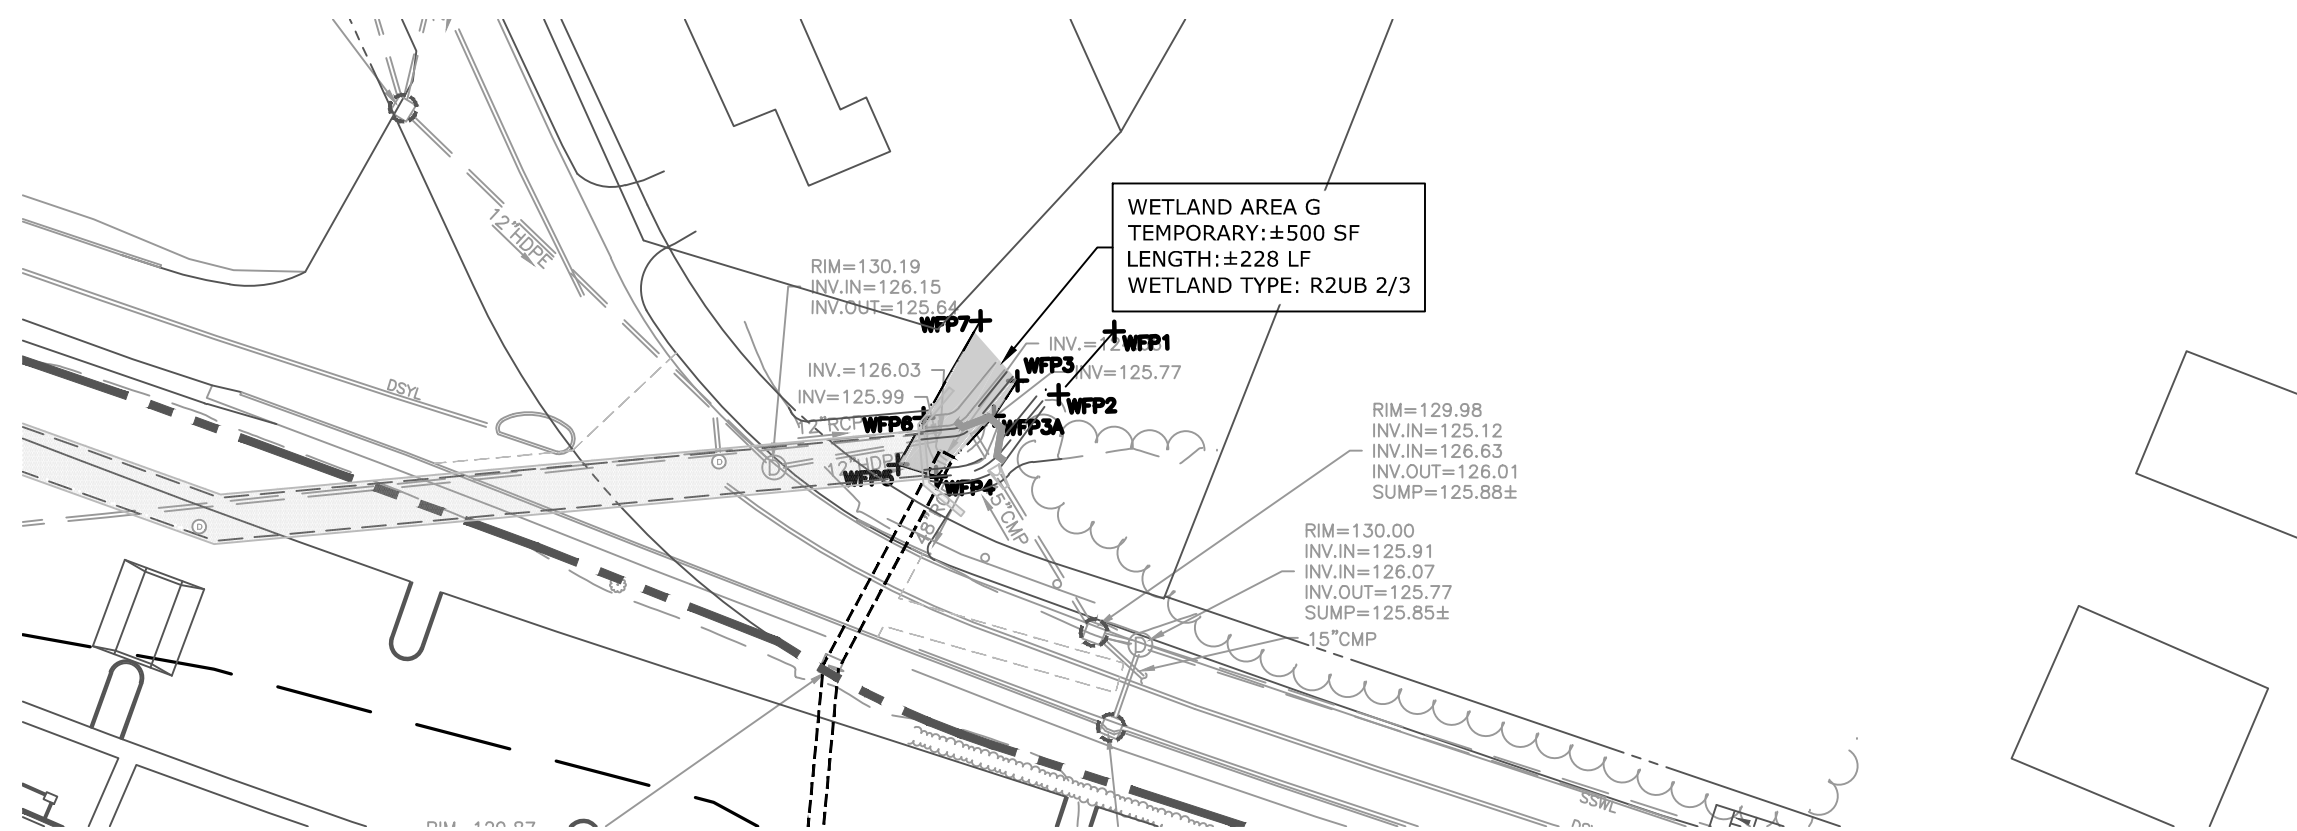 12"HDPE
WETLAND AREA G
TEMPORARY:±500 SF
LENGTH:±228 LF
WETLAND TYPE: R2UB 2/3
RIM=130.19
INV.IN=126.15
INV.OUT=125.64
WFP7
WFP1
WFP3
INV=125.77
INV.=126.03
INV=125.99
DSYL
WFP2
12"RCP
WFP6
WFP3A
RIM=129.98
INV.IN=125.12
INV.IN=126.63
INV.OUT=126.01
SUMP=125.88±
D
D
12"HDPE
WFP5
WFP4
15"CMP
D
RIM=130.00
INV.IN=125.91
INV.IN=126.07
INV.OUT=125.77
SUMP=125.85±
15"CMP
D
SSWL